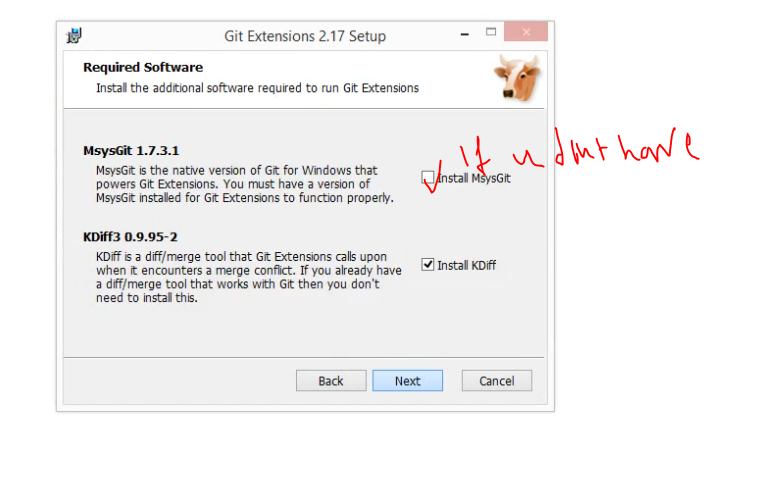 Git Extensions 2.17 Setup
Required Software
Install the additional software required to run Git Extensions
if u dont have
MsysGit 1.7.3.1
MsysGit is the native version of Git for Windows that
powers Git Extensions. You must have a version of
MsysGit installed for Git Extensions to function properly.
Install MsysGit
KDiff3 0.9.95-2
KDiff is a diff/merge tool that Git Extensions calls upon
when it encounters a merge conflict. If you already have
a diff/merge tool that works with Git then you don't
need to install this.
Install KDiff
Back
Next
Cancel